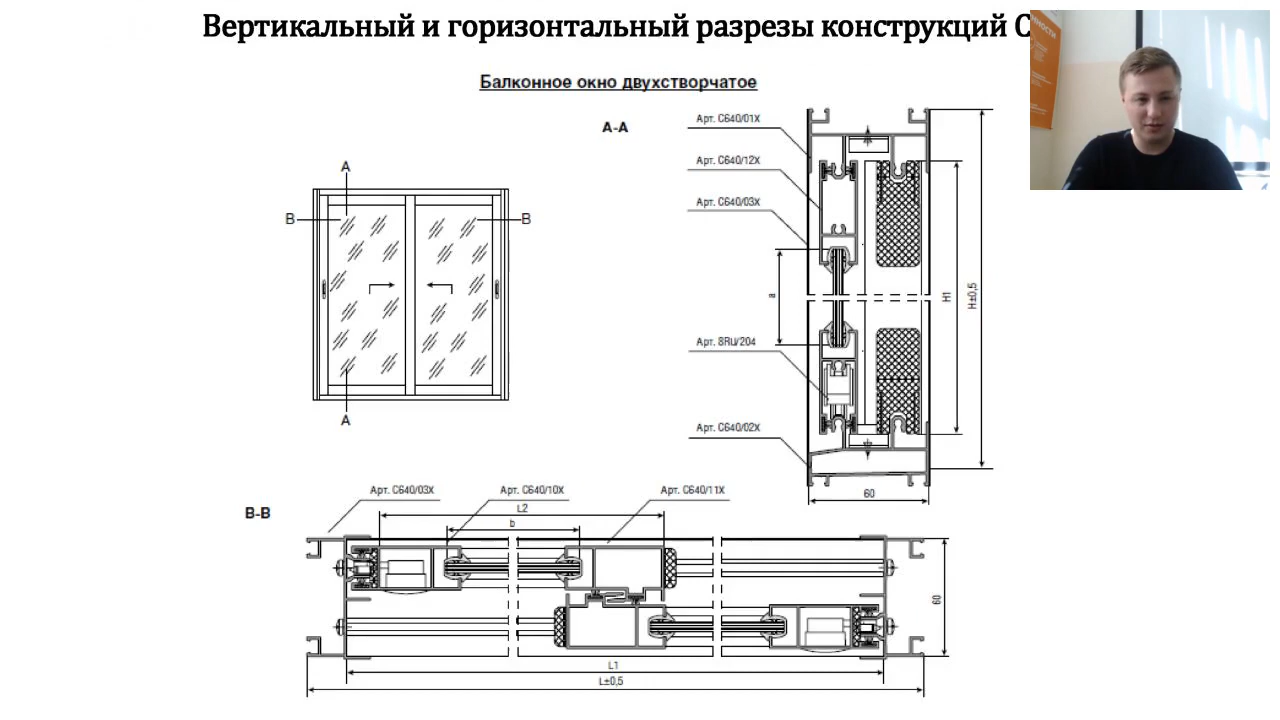 Вертикальный и горизонтальный разрезы конструкций С
Балконное окно двухстворчатое
А-А
Арт. С640/01Х
Арт. С640/12Х
Арт. С640/03Х
Арт. 8RU/204
Арт. С640/02Х
а
Н1
Н±0,5
60
А
В
В
А
В-В
Арт. С640/03Х
Арт. С640/10Х
Арт. С640/11Х
L2
b
60
L1
L±0,5